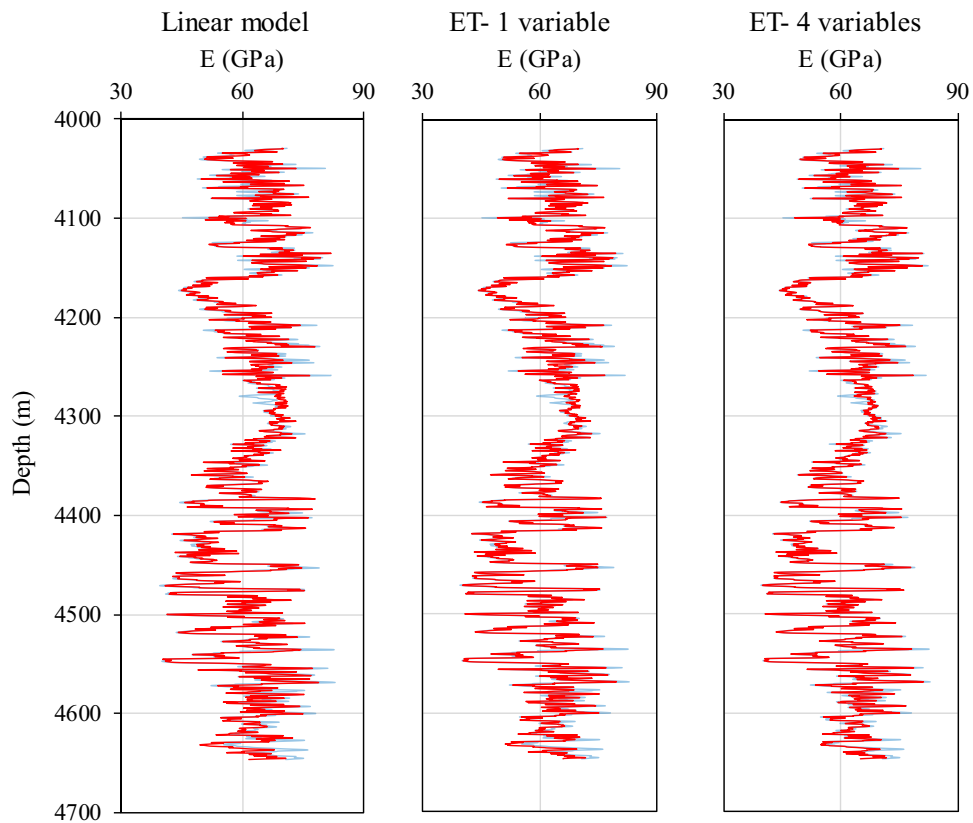 Linear model ET- 1 variable ET- 4 variables
E (GPa) E (GPa) E (GPa)
30 60 90 30 60 90 30 60 90
4000
4100
4200
4300
4400
4500
4600
4700
Depth (m)